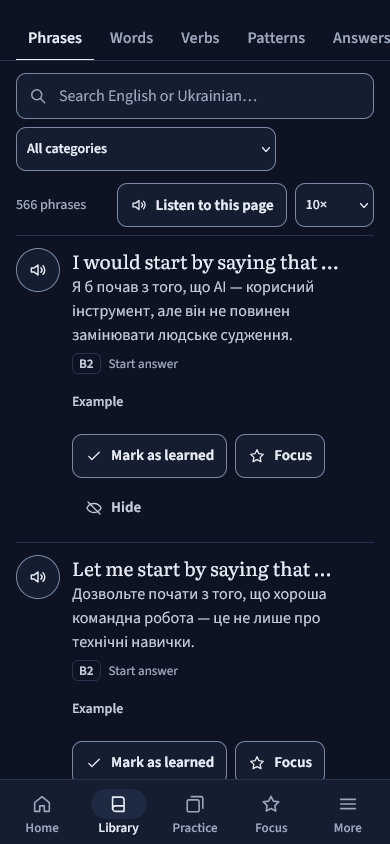 Phrases Words Verbs Patterns Answers
Search English or Ukrainian…
All categories
566 phrases Listen to this page 10×
I would start by saying that …
Я б почав з того, що AI — корисний
інструмент, але він не повинен
замінювати людське судження.
B2 Start answer
Example
Mark as learned Focus
Hide
Let me start by saying that …
Дозвольте почати з того, що хороша
командна робота — це не лише про
технічні навички.
B2 Start answer
Example
Mark as learned Focus
Home Library Practice Focus More